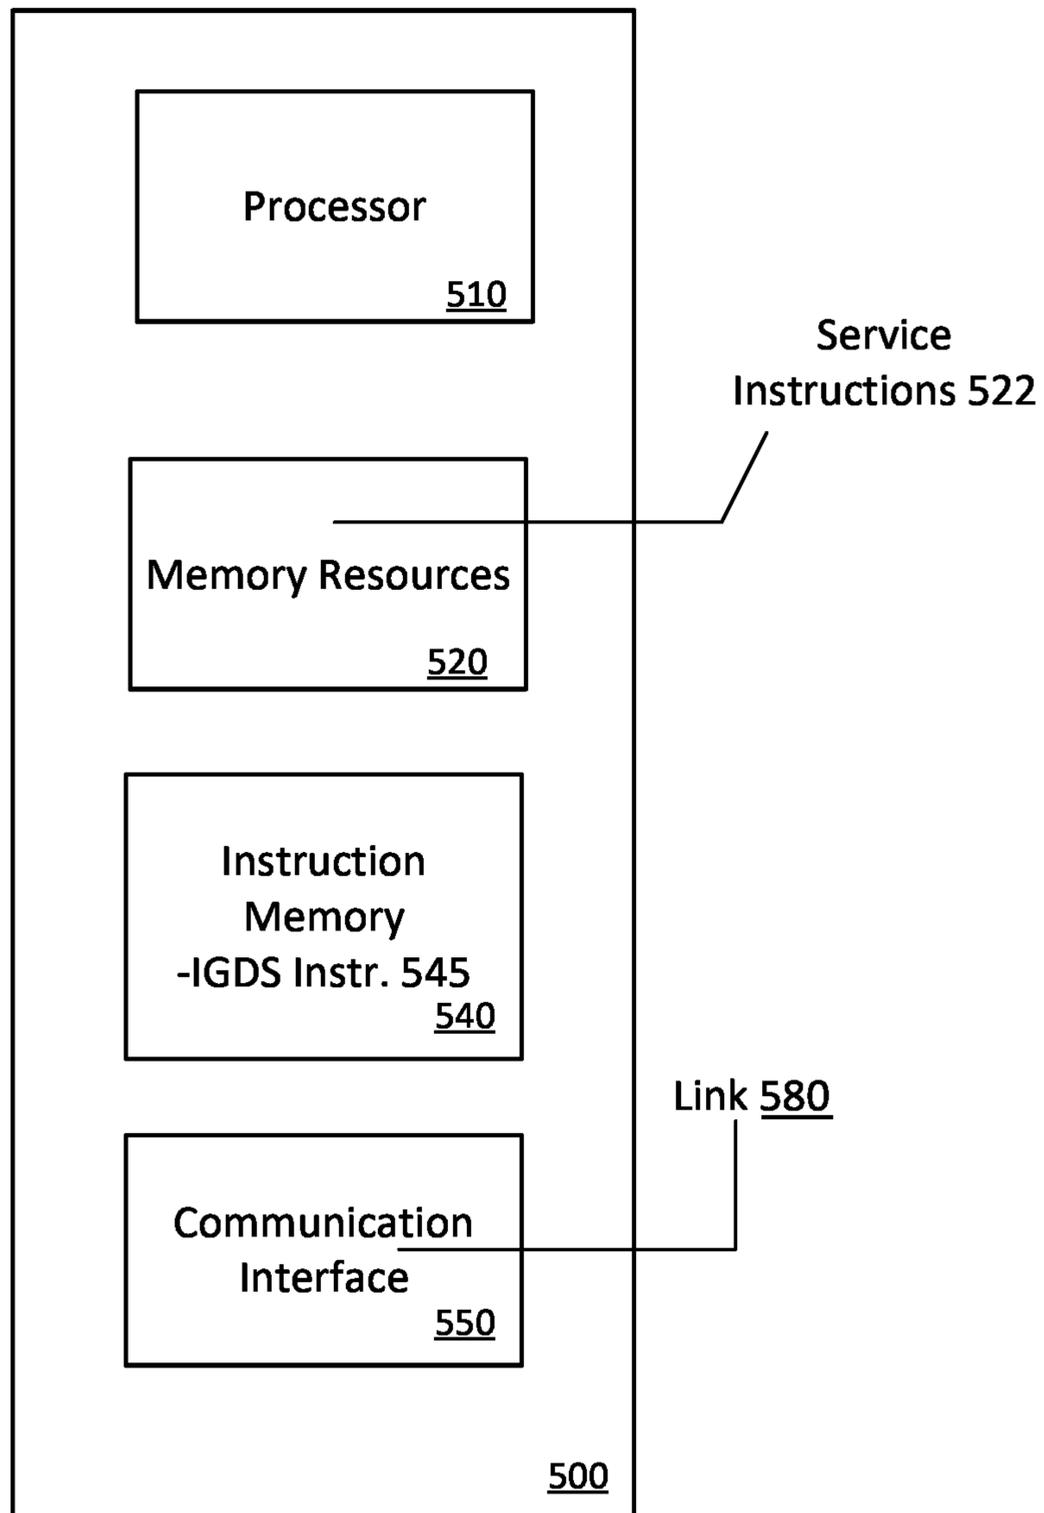 Processor
510
Service
Instructions 522
Memory Resources
520
Instruction
Memory
-IGDS Instr. 545
540
Link 580
Communication
Interface
550
500